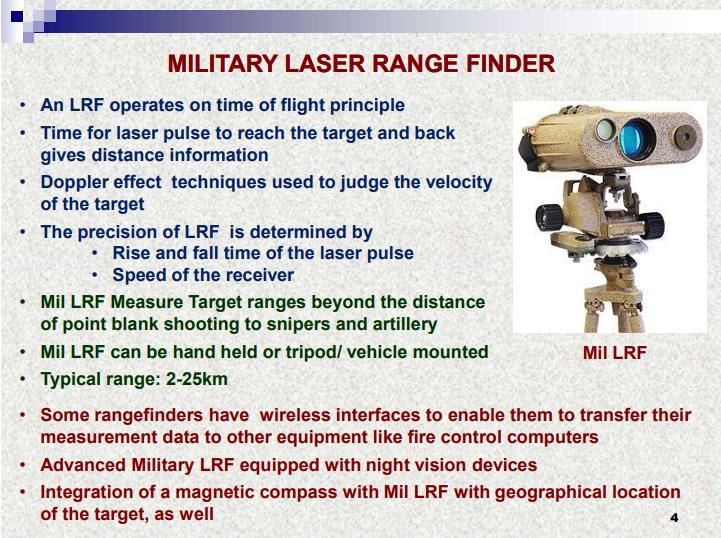 MILITARY LASER RANGE FINDER
• An LRF operates on time of flight principle
• Time for laser pulse to reach the target and back
gives distance information
• Doppler effect techniques used to judge the velocity
of the target
• The precision of LRF is determined by
• Rise and fall time of the laser pulse
• Speed of the receiver
• Mil LRF Measure Target ranges beyond the distance
of point blank shooting to snipers and artillery
• Mil LRF can be hand held or tripod/ vehicle mounted
• Typical range: 2-25km
Mil LRF
• Some rangefinders have wireless interfaces to enable them to transfer their
measurement data to other equipment like fire control computers
• Advanced Military LRF equipped with night vision devices
• Integration of a magnetic compass with Mil LRF with geographical location
of the target, as well
4